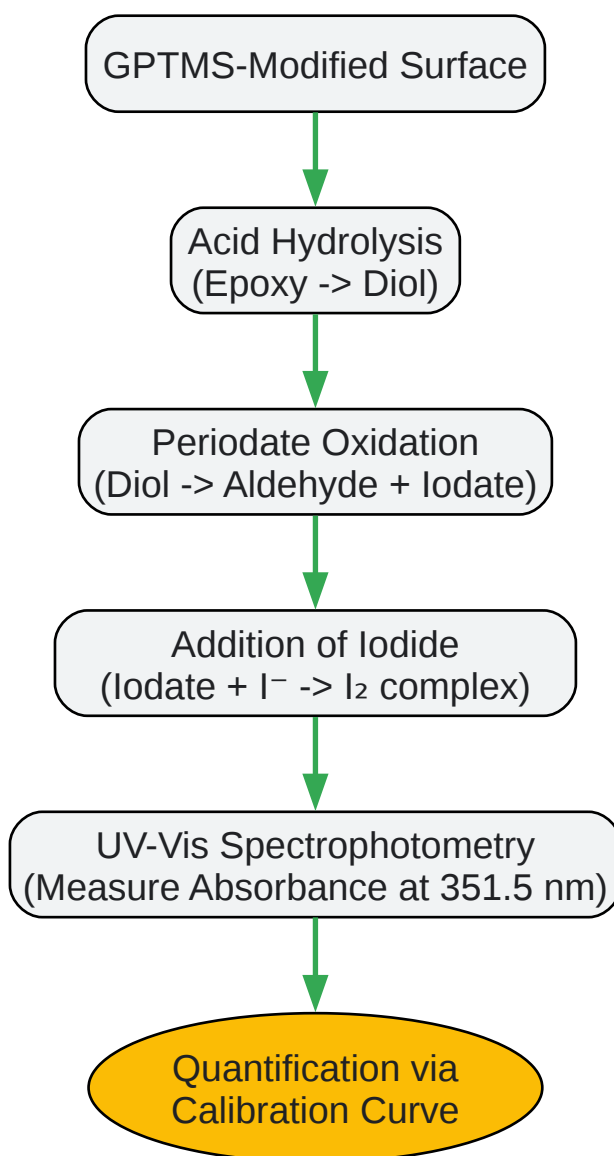 GPTMS-Modified Surface
Acid Hydrolysis
(Epoxy -> Diol)
Periodate Oxidation
(Diol -> Aldehyde + Iodate)
Addition of Iodide
(Iodate + I⁻ -> I₂ complex)
UV-Vis Spectrophotometry
(Measure Absorbance at 351.5 nm)
Quantification via
Calibration Curve